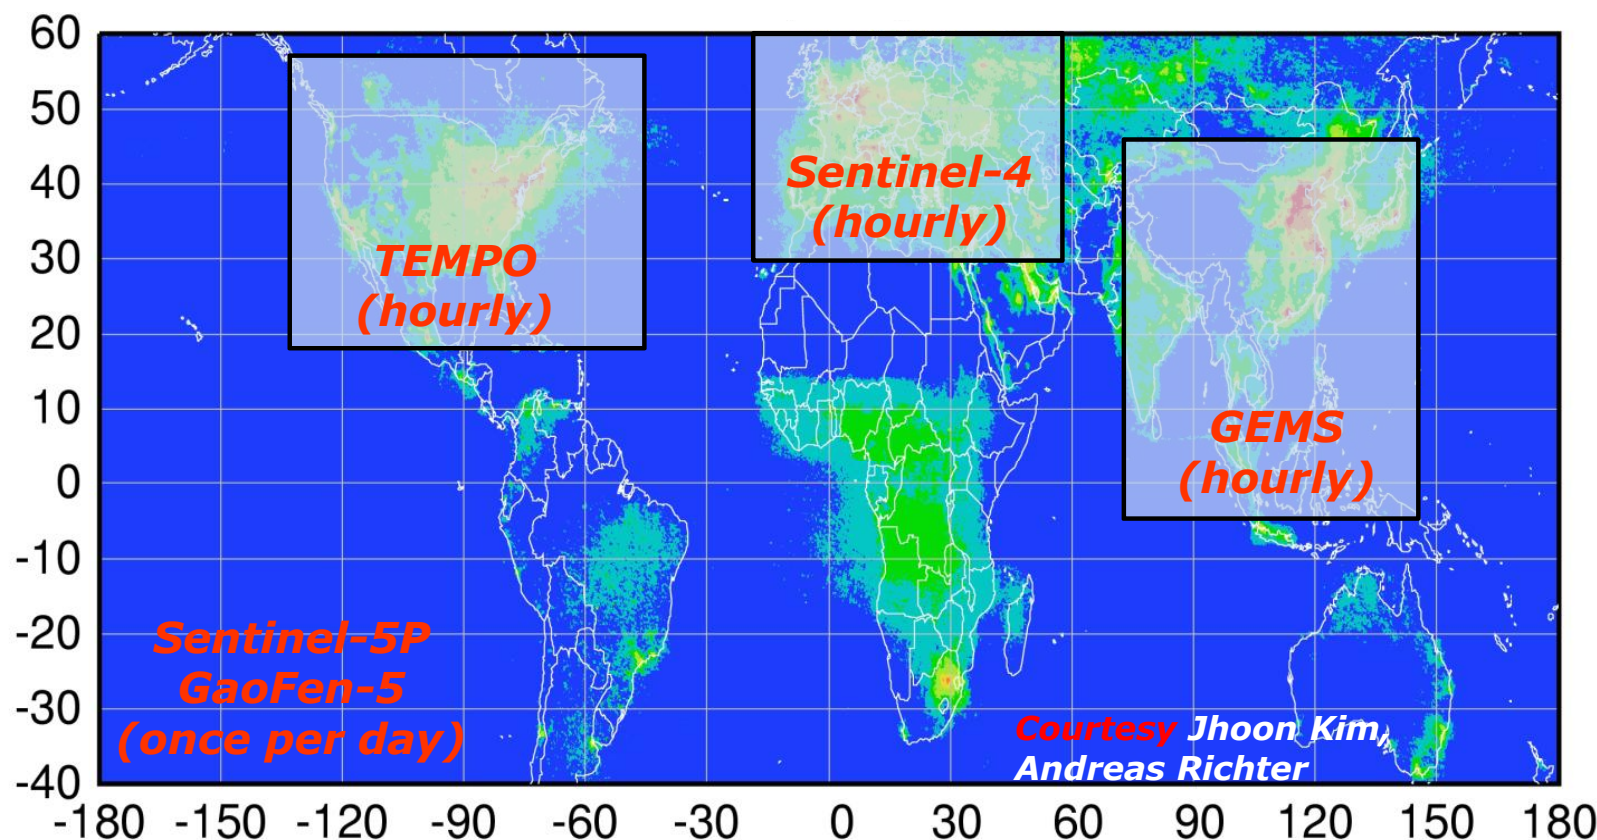 60
50
40
30
20
10
0
-10
-20
-30
-40
TEMPO
(hourly)
Sentinel-4
(hourly)
GEMS
(hourly)
Sentinel-5P
GaoFen-5
(once per day)
Courtesy Jhoon Kim,
Andreas Richter
-180 -150 -120 -90 -60 -30 0 30 60 90 120 150 180